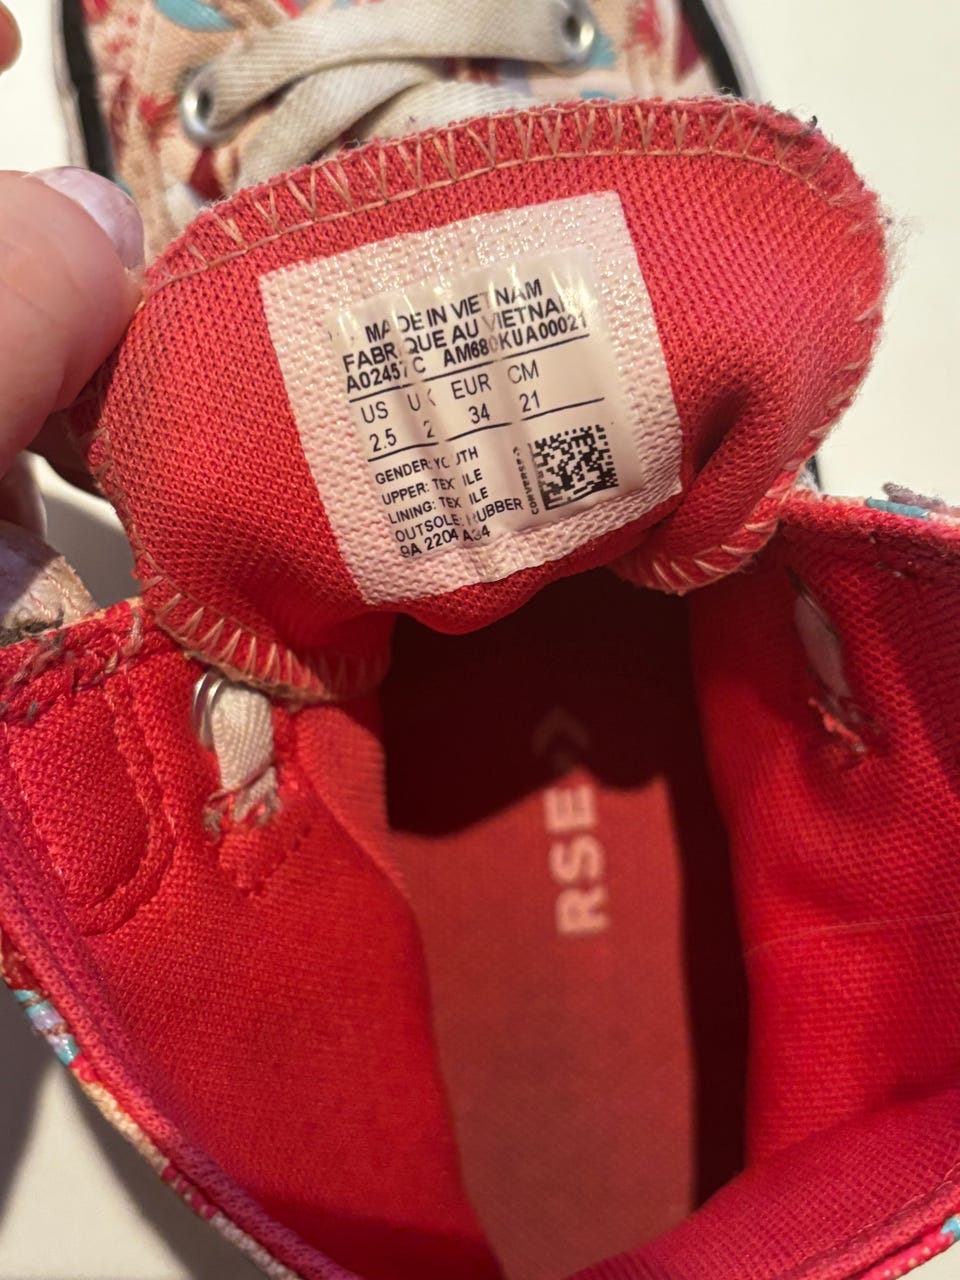 MADE IN VIETNAM
FABRIQUE AU VIETNAM
A02457C AM680KUA00021
US UK EUR CM
2.5 2 34 21
GENDER: YOUTH
UPPER: TEXTILE
LINING: TEXTILE
OUTSOLE: RUBBER
9A 2204 A34
CONVERSE
RSE